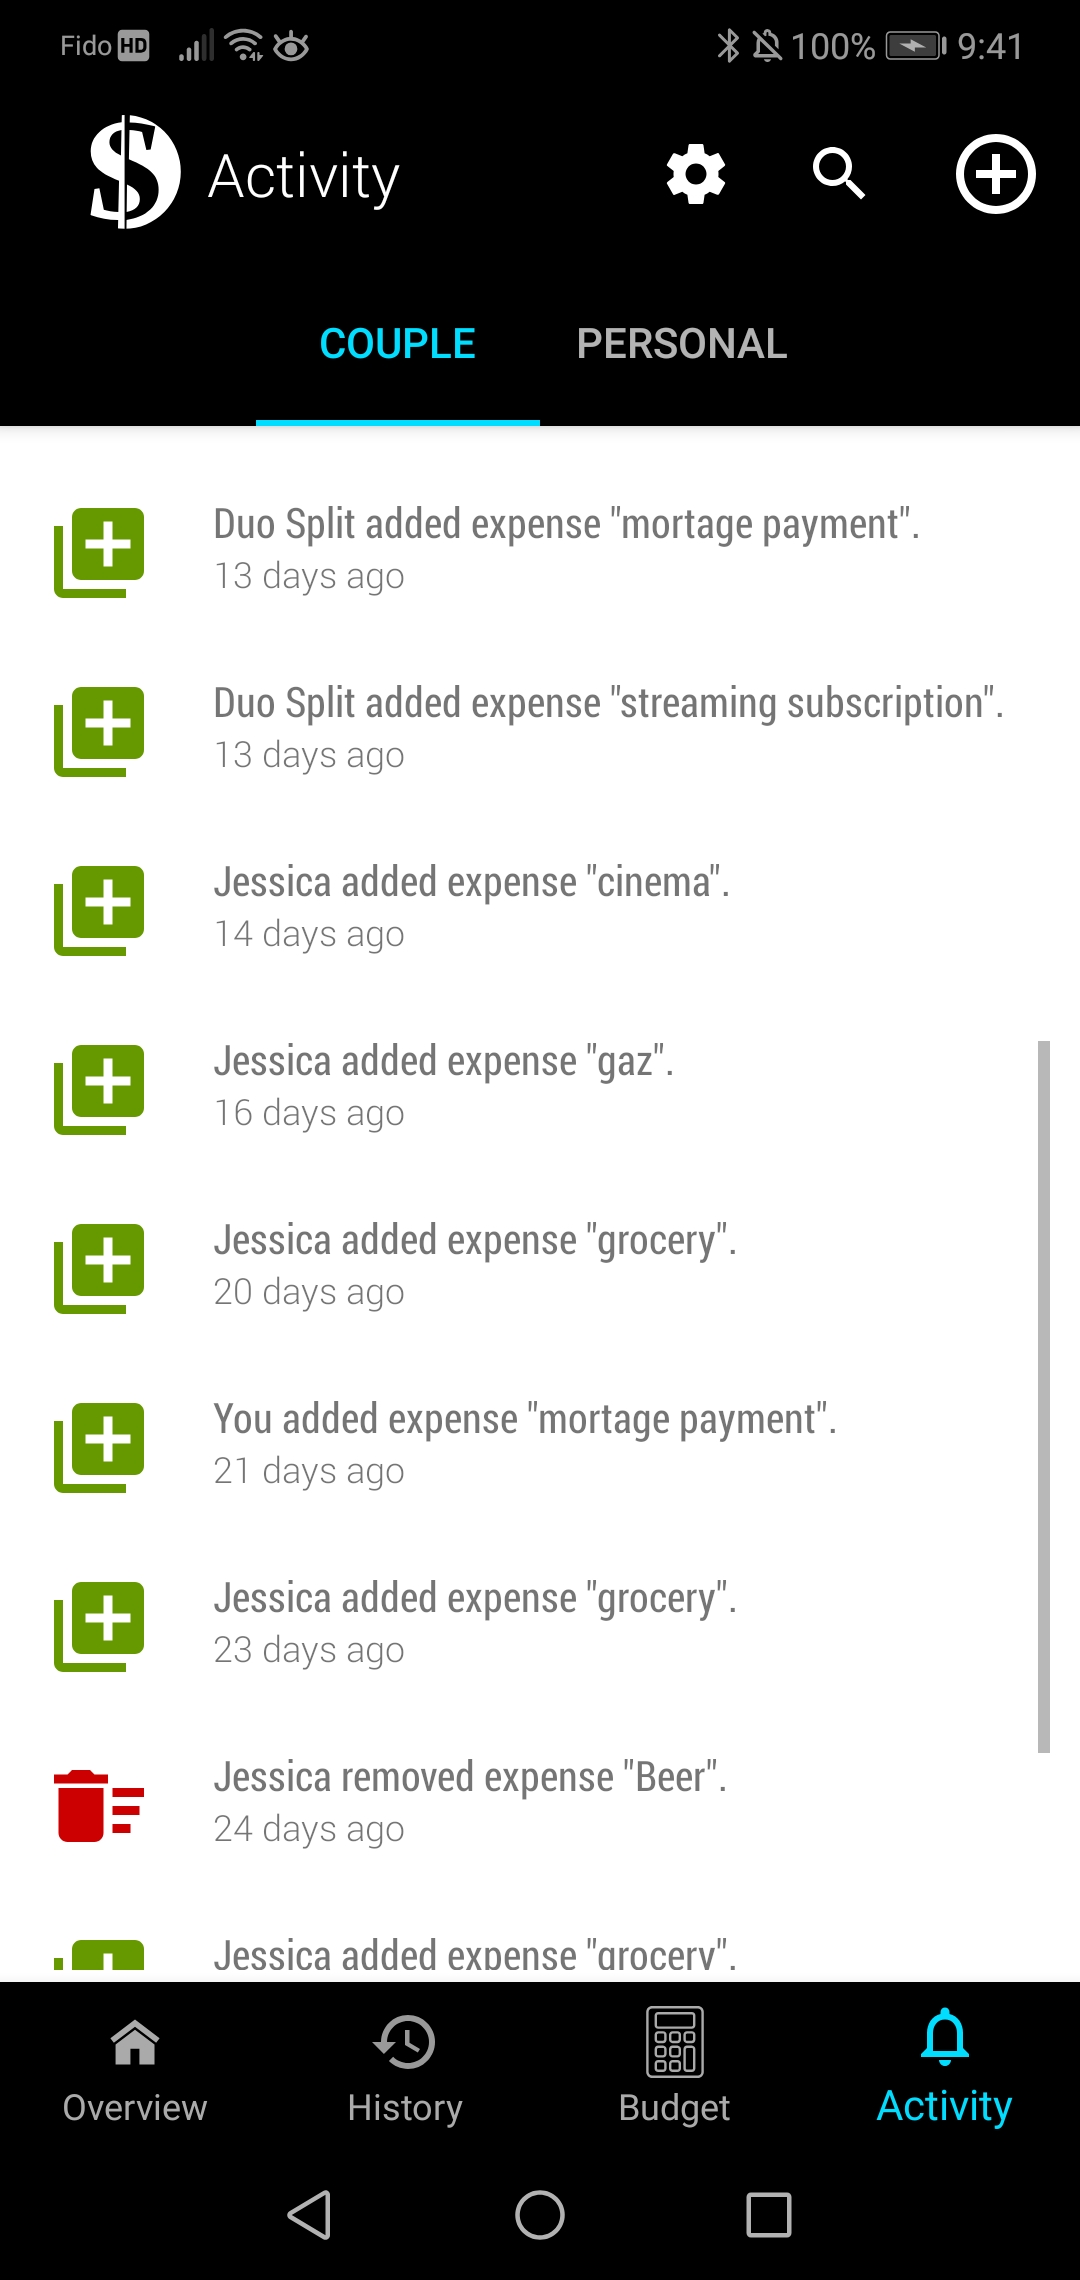 Fido HD 100% 9:41
$ Activity
COUPLE PERSONAL
Duo Split added expense "mortage payment".
13 days ago
Duo Split added expense "streaming subscription".
13 days ago
Jessica added expense "cinema".
14 days ago
Jessica added expense "gaz".
16 days ago
Jessica added expense "grocery".
20 days ago
You added expense "mortage payment".
21 days ago
Jessica added expense "grocery".
23 days ago
Jessica removed expense "Beer".
24 days ago
Jessica added expense "grocery".
Overview History Budget Activity